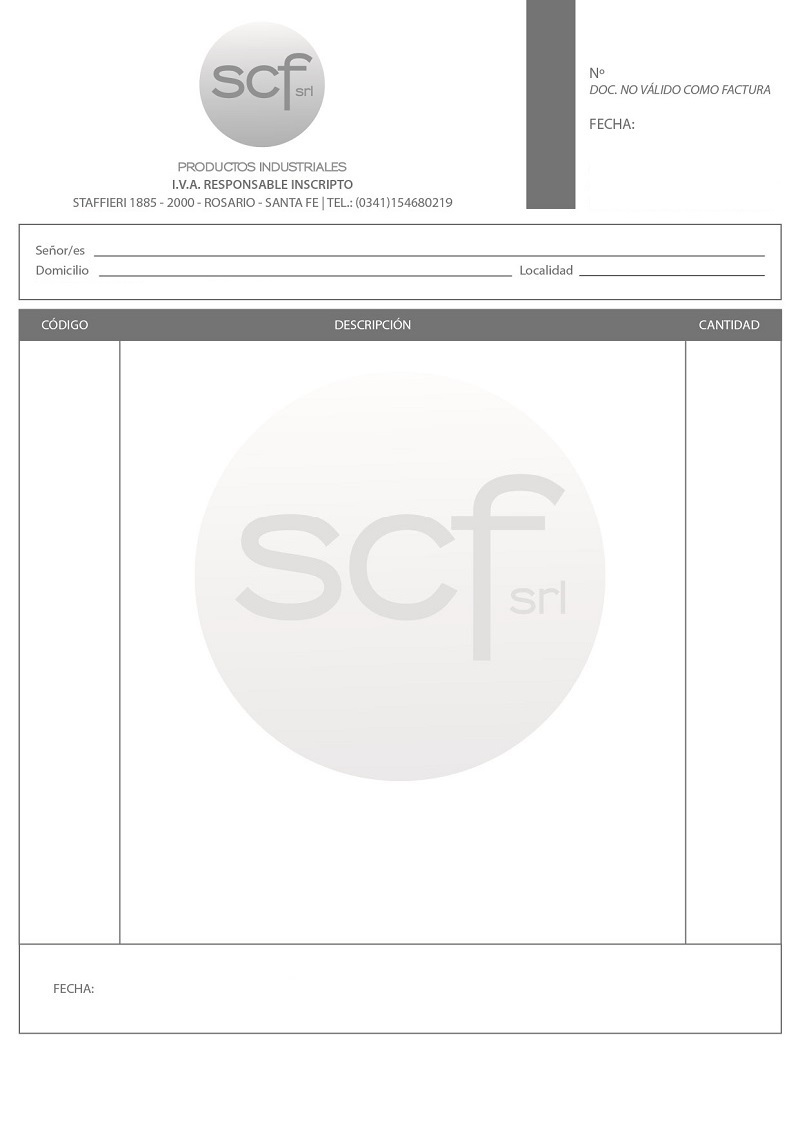 scf srl
PRODUCTOS INDUSTRIALES
I.V.A. RESPONSABLE INSCRIPTO
STAFFIERI 1885 - 2000 - ROSARIO - SANTA FE | TEL.: (0341)154680219
Nº
DOC. NO VÁLIDO COMO FACTURA
FECHA:
Señor/es
Domicilio Localidad
CÓDIGO DESCRIPCIÓN CANTIDAD
scf srl
FECHA: